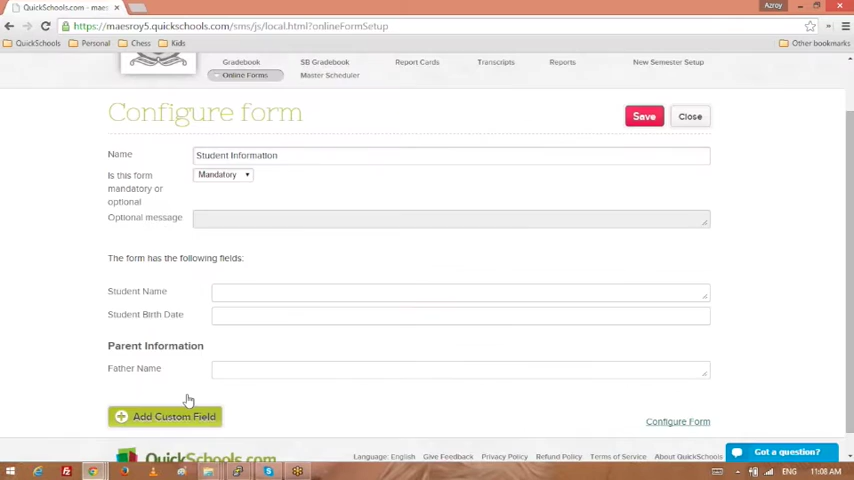 QuickSchools.com - maes
Azroy
https://maesroy5.quickschools.com/sms/js/local.html?onlineFormSetup
QuickSchools
Personal
Chess
Kids
Other bookmarks
Gradebook
SB Gradebook
Report Cards
Transcripts
Reports
New Semester Setup
Online Forms
Master Scheduler
Configure form
Save
Close
Name
Student Information
Is this form mandatory or optional
Mandatory
Optional message
The form has the following fields:
Student Name
Student Birth Date
Parent Information
Father Name
Add Custom Field
Configure Form
QuickSchools.com
Language: English
Give Feedback
Privacy Policy
Refund Policy
Terms of Service
About QuickSchools
Got a question?
ENG
11:08 AM